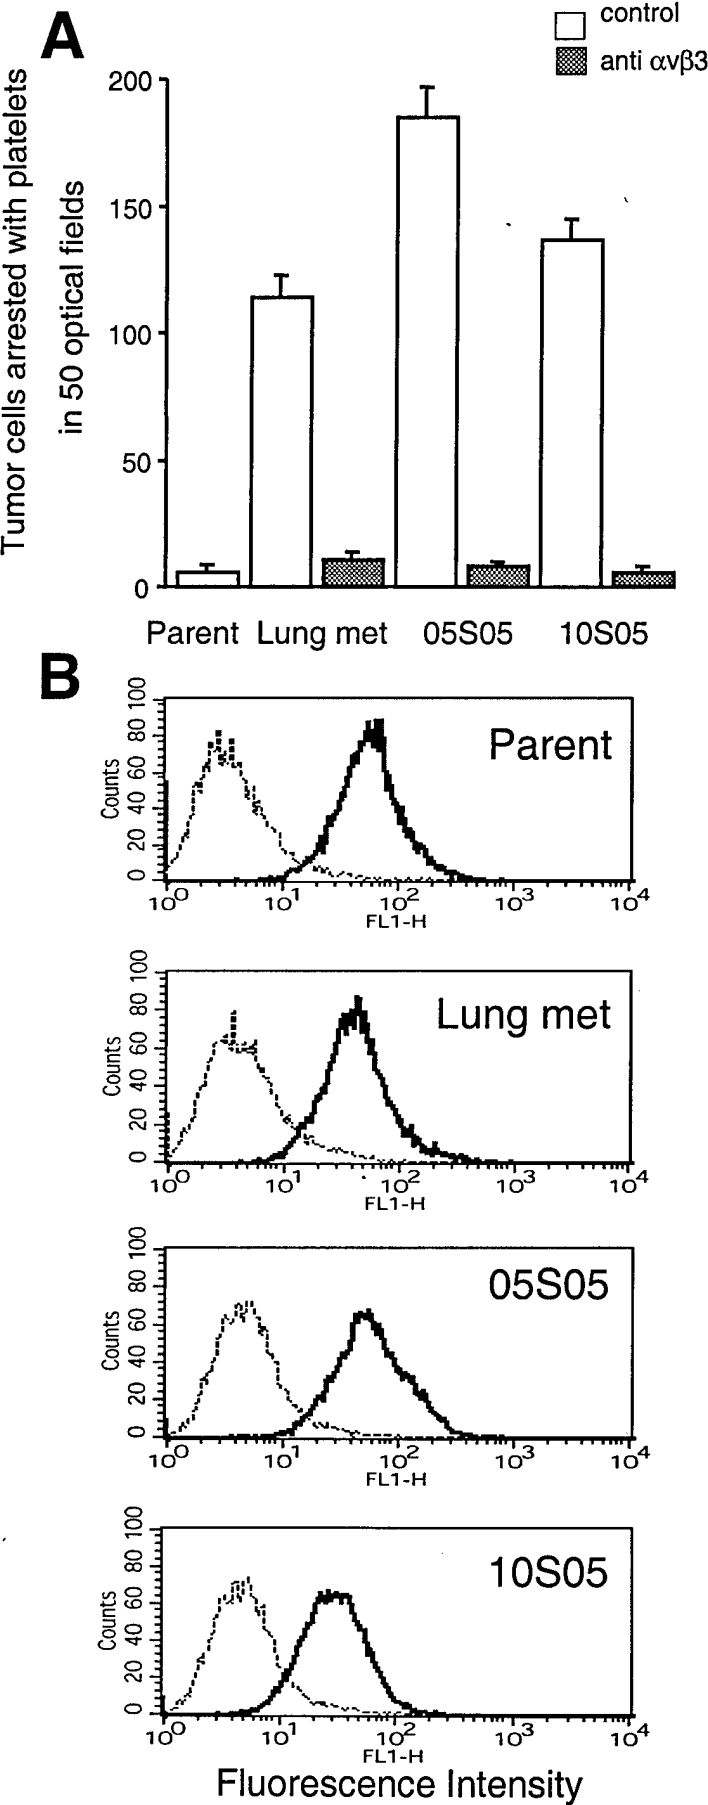 A
control
anti αvβ3
Tumor cells arrested with platelets
in 50 optical fields
200
150
100
50
0
Parent Lung met 05S05 10S05
B
Parent
Counts
0 20 40 60 80 100
10⁰ 10¹ 10² 10³ 10⁴
FL1-H
Lung met
Counts
0 20 40 60 80 100
10⁰ 10¹ 10² 10³ 10⁴
FL1-H
05S05
Counts
0 20 40 60 80 100
10⁰ 10¹ 10² 10³ 10⁴
FL1-H
10S05
Counts
0 20 40 60 80 100
10⁰ 10¹ 10² 10³ 10⁴
FL1-H
Fluorescence Intensity